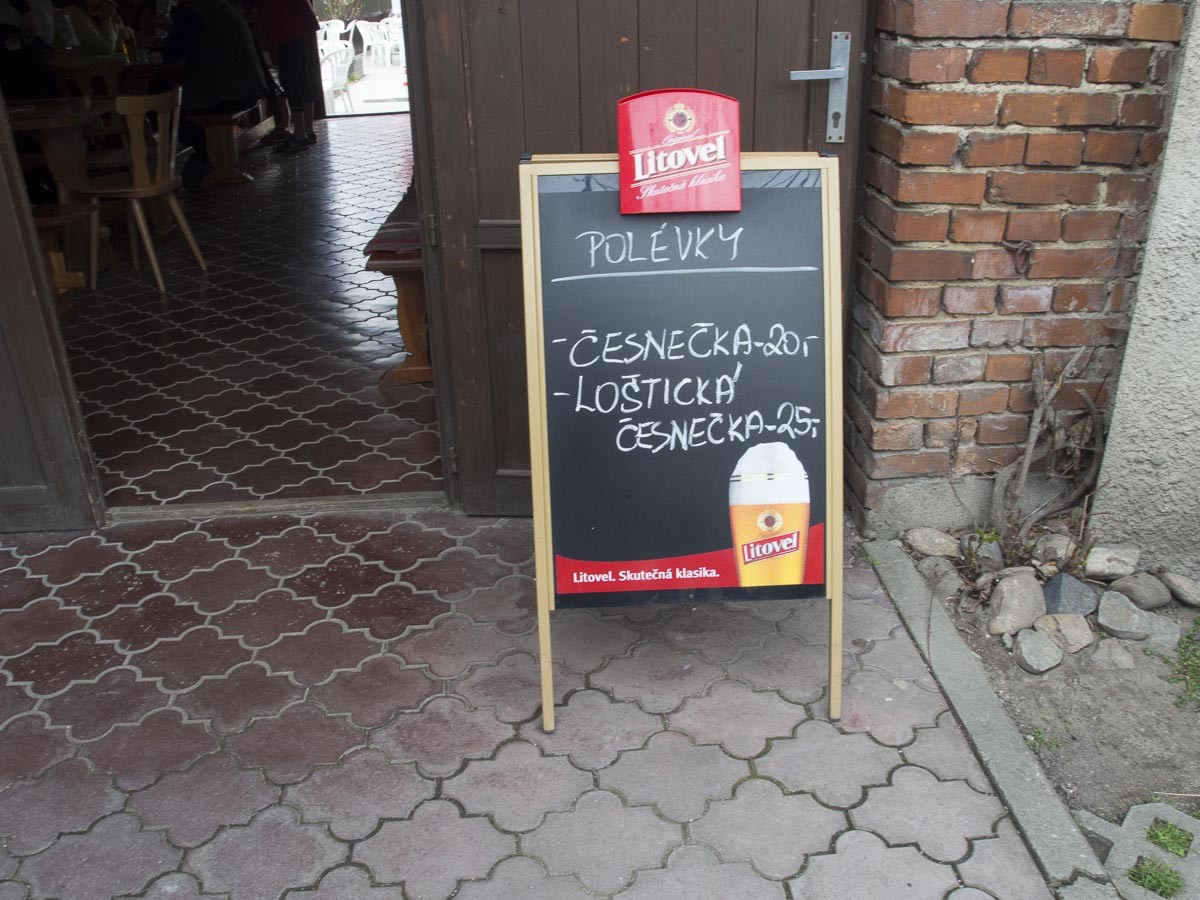 Litovel
Skutečná klasika
POLÉVKY
- ČESNEČKA - 20,-
- LOŠTICKÁ
ČESNEČKA - 25,-
Litovel
Litovel. Skutečná klasika.